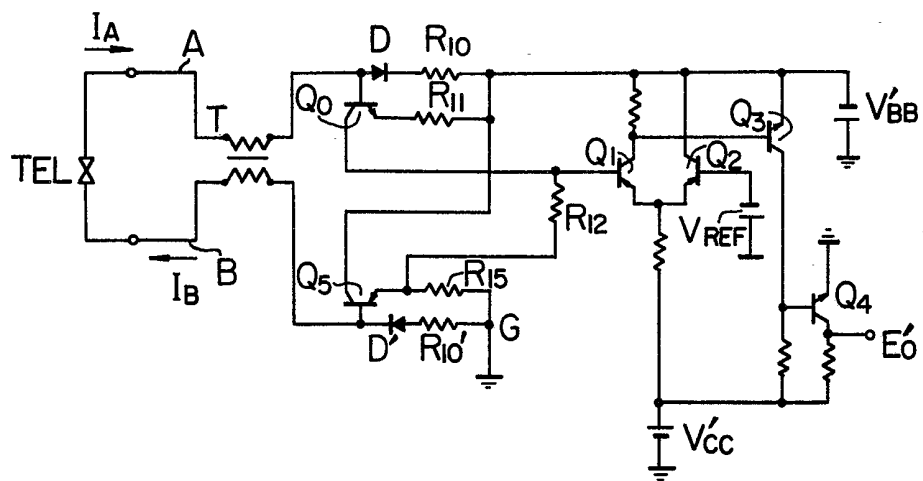 IA
A
D
R10
T
Q0
R11
Q3
V'BB
TEL
Q1
Q2
R12
VREF
B
IB
Q5
R15
Q4
D'
R10'
G
E'0
V'CC